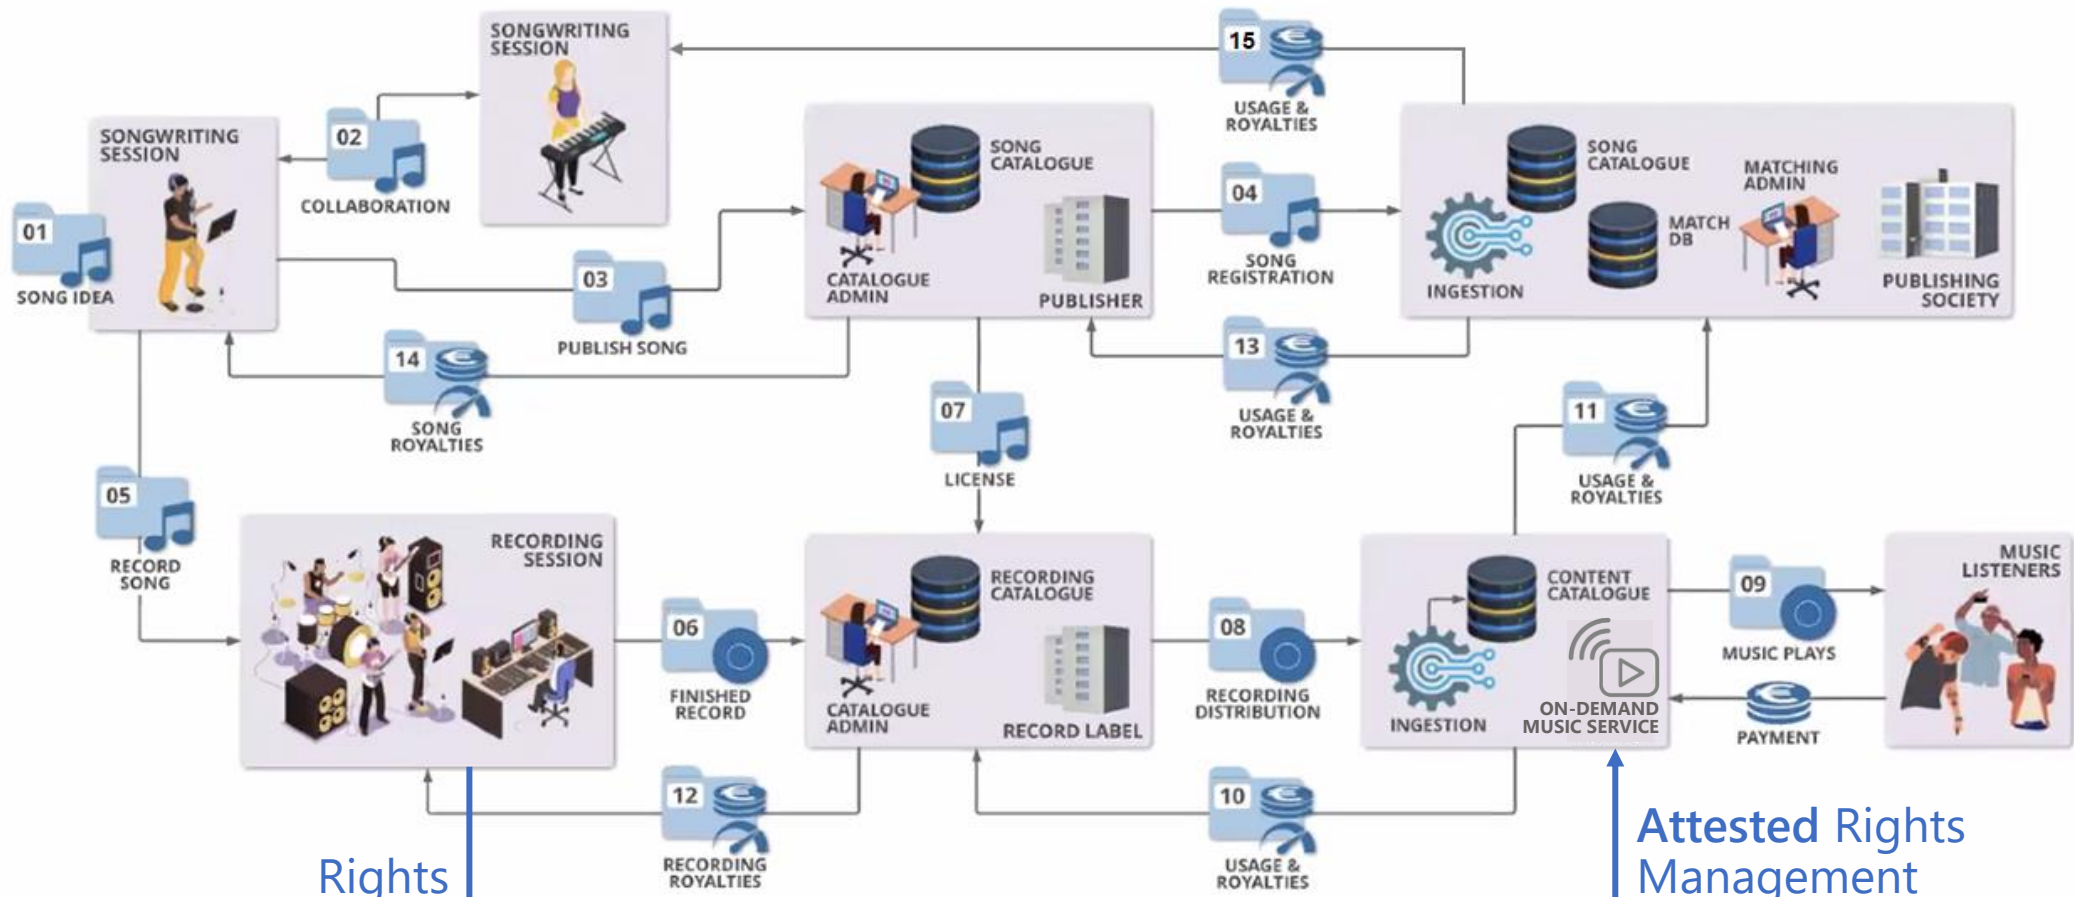 SONGWRITING
SESSION
15
USAGE &
ROYALTIES
SONGWRITING
SESSION
02
COLLABORATION
01
SONG IDEA
03
PUBLISH SONG
SONG
CATALOGUE
CATALOGUE
ADMIN
PUBLISHER
04
SONG
REGISTRATION
SONG
CATALOGUE
MATCHING
ADMIN
MATCH
DB
INGESTION
PUBLISHING
SOCIETY
14
SONG
ROYALTIES
07
LICENSE
13
USAGE &
ROYALTIES
11
USAGE &
ROYALTIES
05
RECORD
SONG
RECORDING
SESSION
06
FINISHED
RECORD
RECORDING
CATALOGUE
CATALOGUE
ADMIN
RECORD LABEL
08
RECORDING
DISTRIBUTION
CONTENT
CATALOGUE
INGESTION
ON-DEMAND
MUSIC SERVICE
09
MUSIC PLAYS
PAYMENT
MUSIC
LISTENERS
12
RECORDING
ROYALTIES
10
USAGE &
ROYALTIES
Rights
Attested Rights
Management